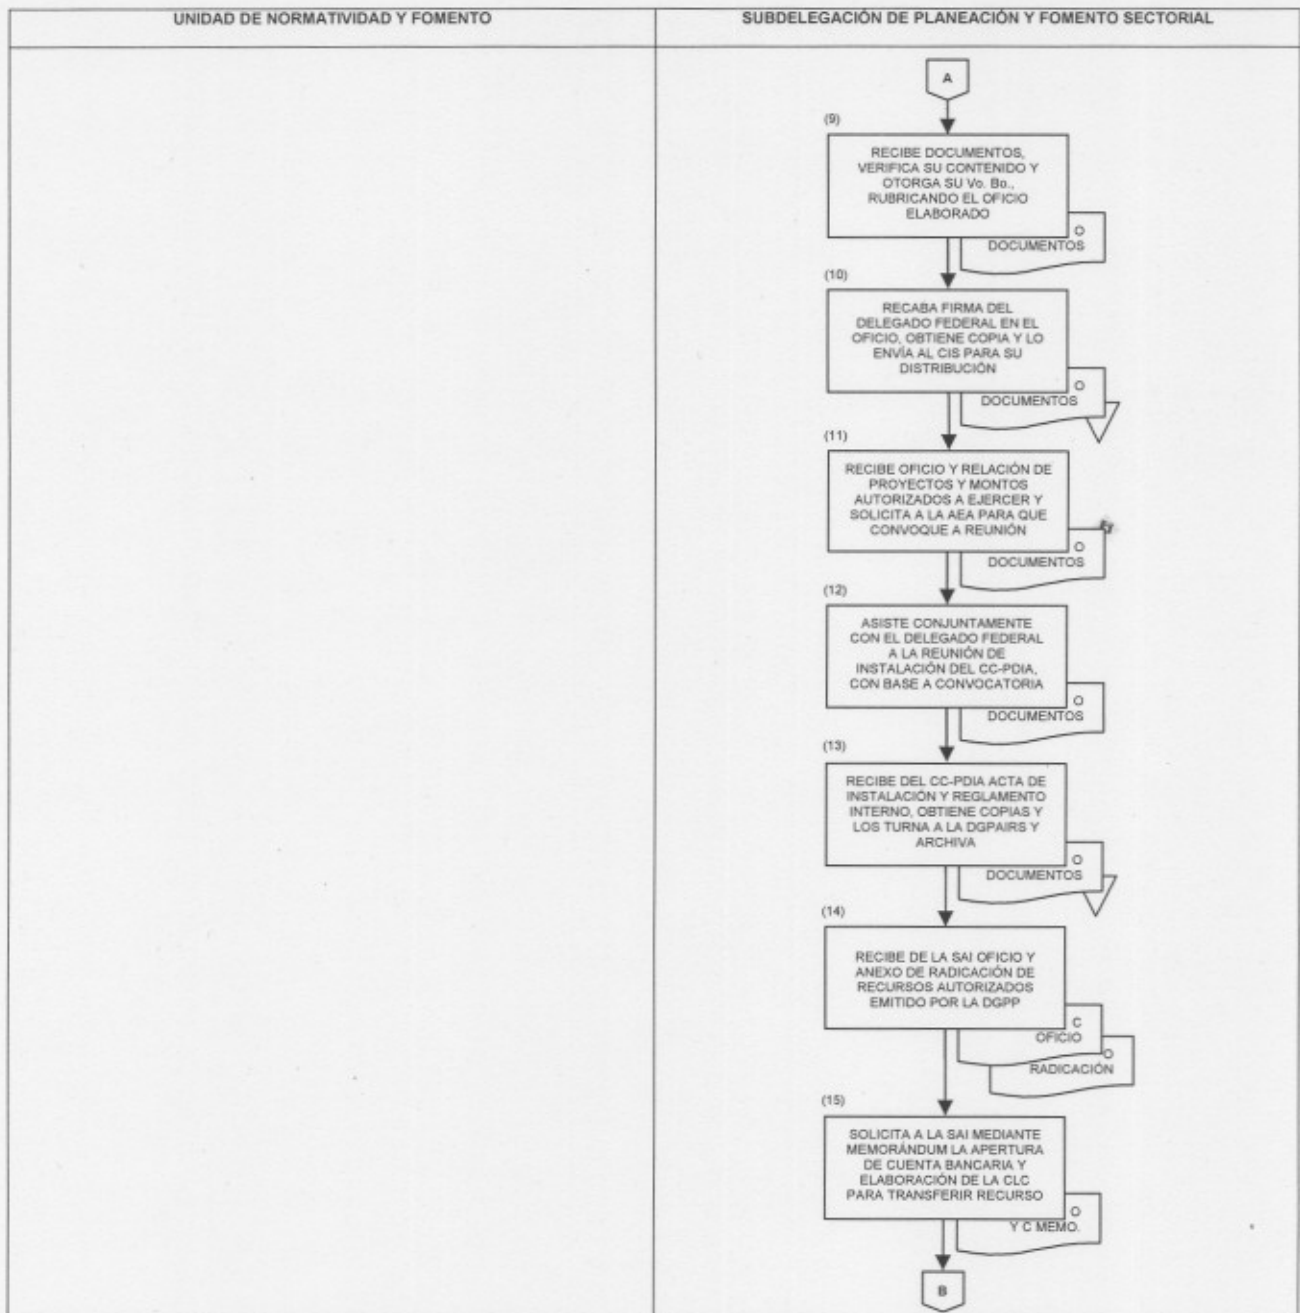 UNIDAD DE NORMATIVIDAD Y FOMENTO
SUBDELEGACIÓN DE PLANEACIÓN Y FOMENTO SECTORIAL
A
(9)
RECIBE DOCUMENTOS,
VERIFICA SU CONTENIDO Y
OTORGA SU Vo. Bo.,
RUBRICANDO EL OFICIO
ELABORADO
O
DOCUMENTOS
(10)
RECABA FIRMA DEL
DELEGADO FEDERAL EN EL
OFICIO, OBTIENE COPIA Y LO
ENVÍA AL CIS PARA SU
DISTRIBUCIÓN
O
DOCUMENTOS
(11)
RECIBE OFICIO Y RELACIÓN DE
PROYECTOS Y MONTOS
AUTORIZADOS A EJERCER Y
SOLICITA A LA AEA PARA QUE
CONVOQUE A REUNIÓN
O
DOCUMENTOS
(12)
ASISTE CONJUNTAMENTE
CON EL DELEGADO FEDERAL
A LA REUNIÓN DE
INSTALACIÓN DEL CC-PDIA,
CON BASE A CONVOCATORIA
O
DOCUMENTOS
(13)
RECIBE DEL CC-PDIA ACTA DE
INSTALACIÓN Y REGLAMENTO
INTERNO, OBTIENE COPIAS Y
LOS TURNA A LA DGPAIRS Y
ARCHIVA
O
DOCUMENTOS
(14)
RECIBE DE LA SAI OFICIO Y
ANEXO DE RADICACIÓN DE
RECURSOS AUTORIZADOS
EMITIDO POR LA DGPP
C
OFICIO
O
RADICACIÓN
(15)
SOLICITA A LA SAI MEDIANTE
MEMORÁNDUM LA APERTURA
DE CUENTA BANCARIA Y
ELABORACIÓN DE LA CLC
PARA TRANSFERIR RECURSO
O
Y C MEMO.
B